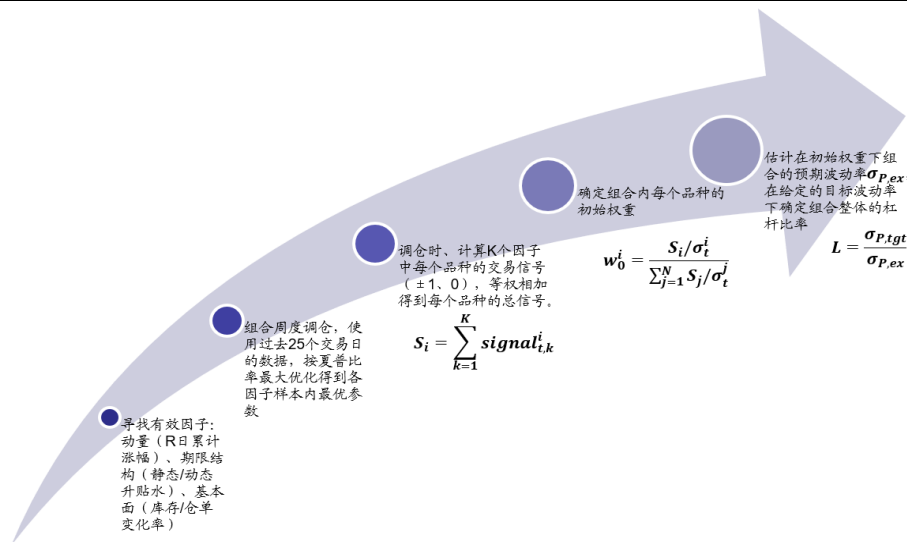 寻找有效因子：
动量（R日累计
涨幅）、期限结
构（静态/动态
升贴水）、基本
面（库存/仓单
变化率）
组合周度调仓，使
用过去25个交易日
的数据，按夏普比
率最大优化得到各
因子样本内最优参
数
调仓时、计算K个因子
中每个品种的交易信号
（±1、0），等权相加
得到每个品种的总信号。
S_i = \sum_{k=1}^{K} signal_{t,k}^{i}
确定组合内每个品种的
初始权重
w_0^i = \frac{S_i/σ_t^i}{\sum_{j=1}^{N} S_j/σ_t^j}
估计在初始权重下组
合的预期波动率σ_{P,ex}，
在给定的目标波动率
下确定组合整体的杠
杆比率
L = \frac{σ_{P,tgt}}{σ_{P,ex}}